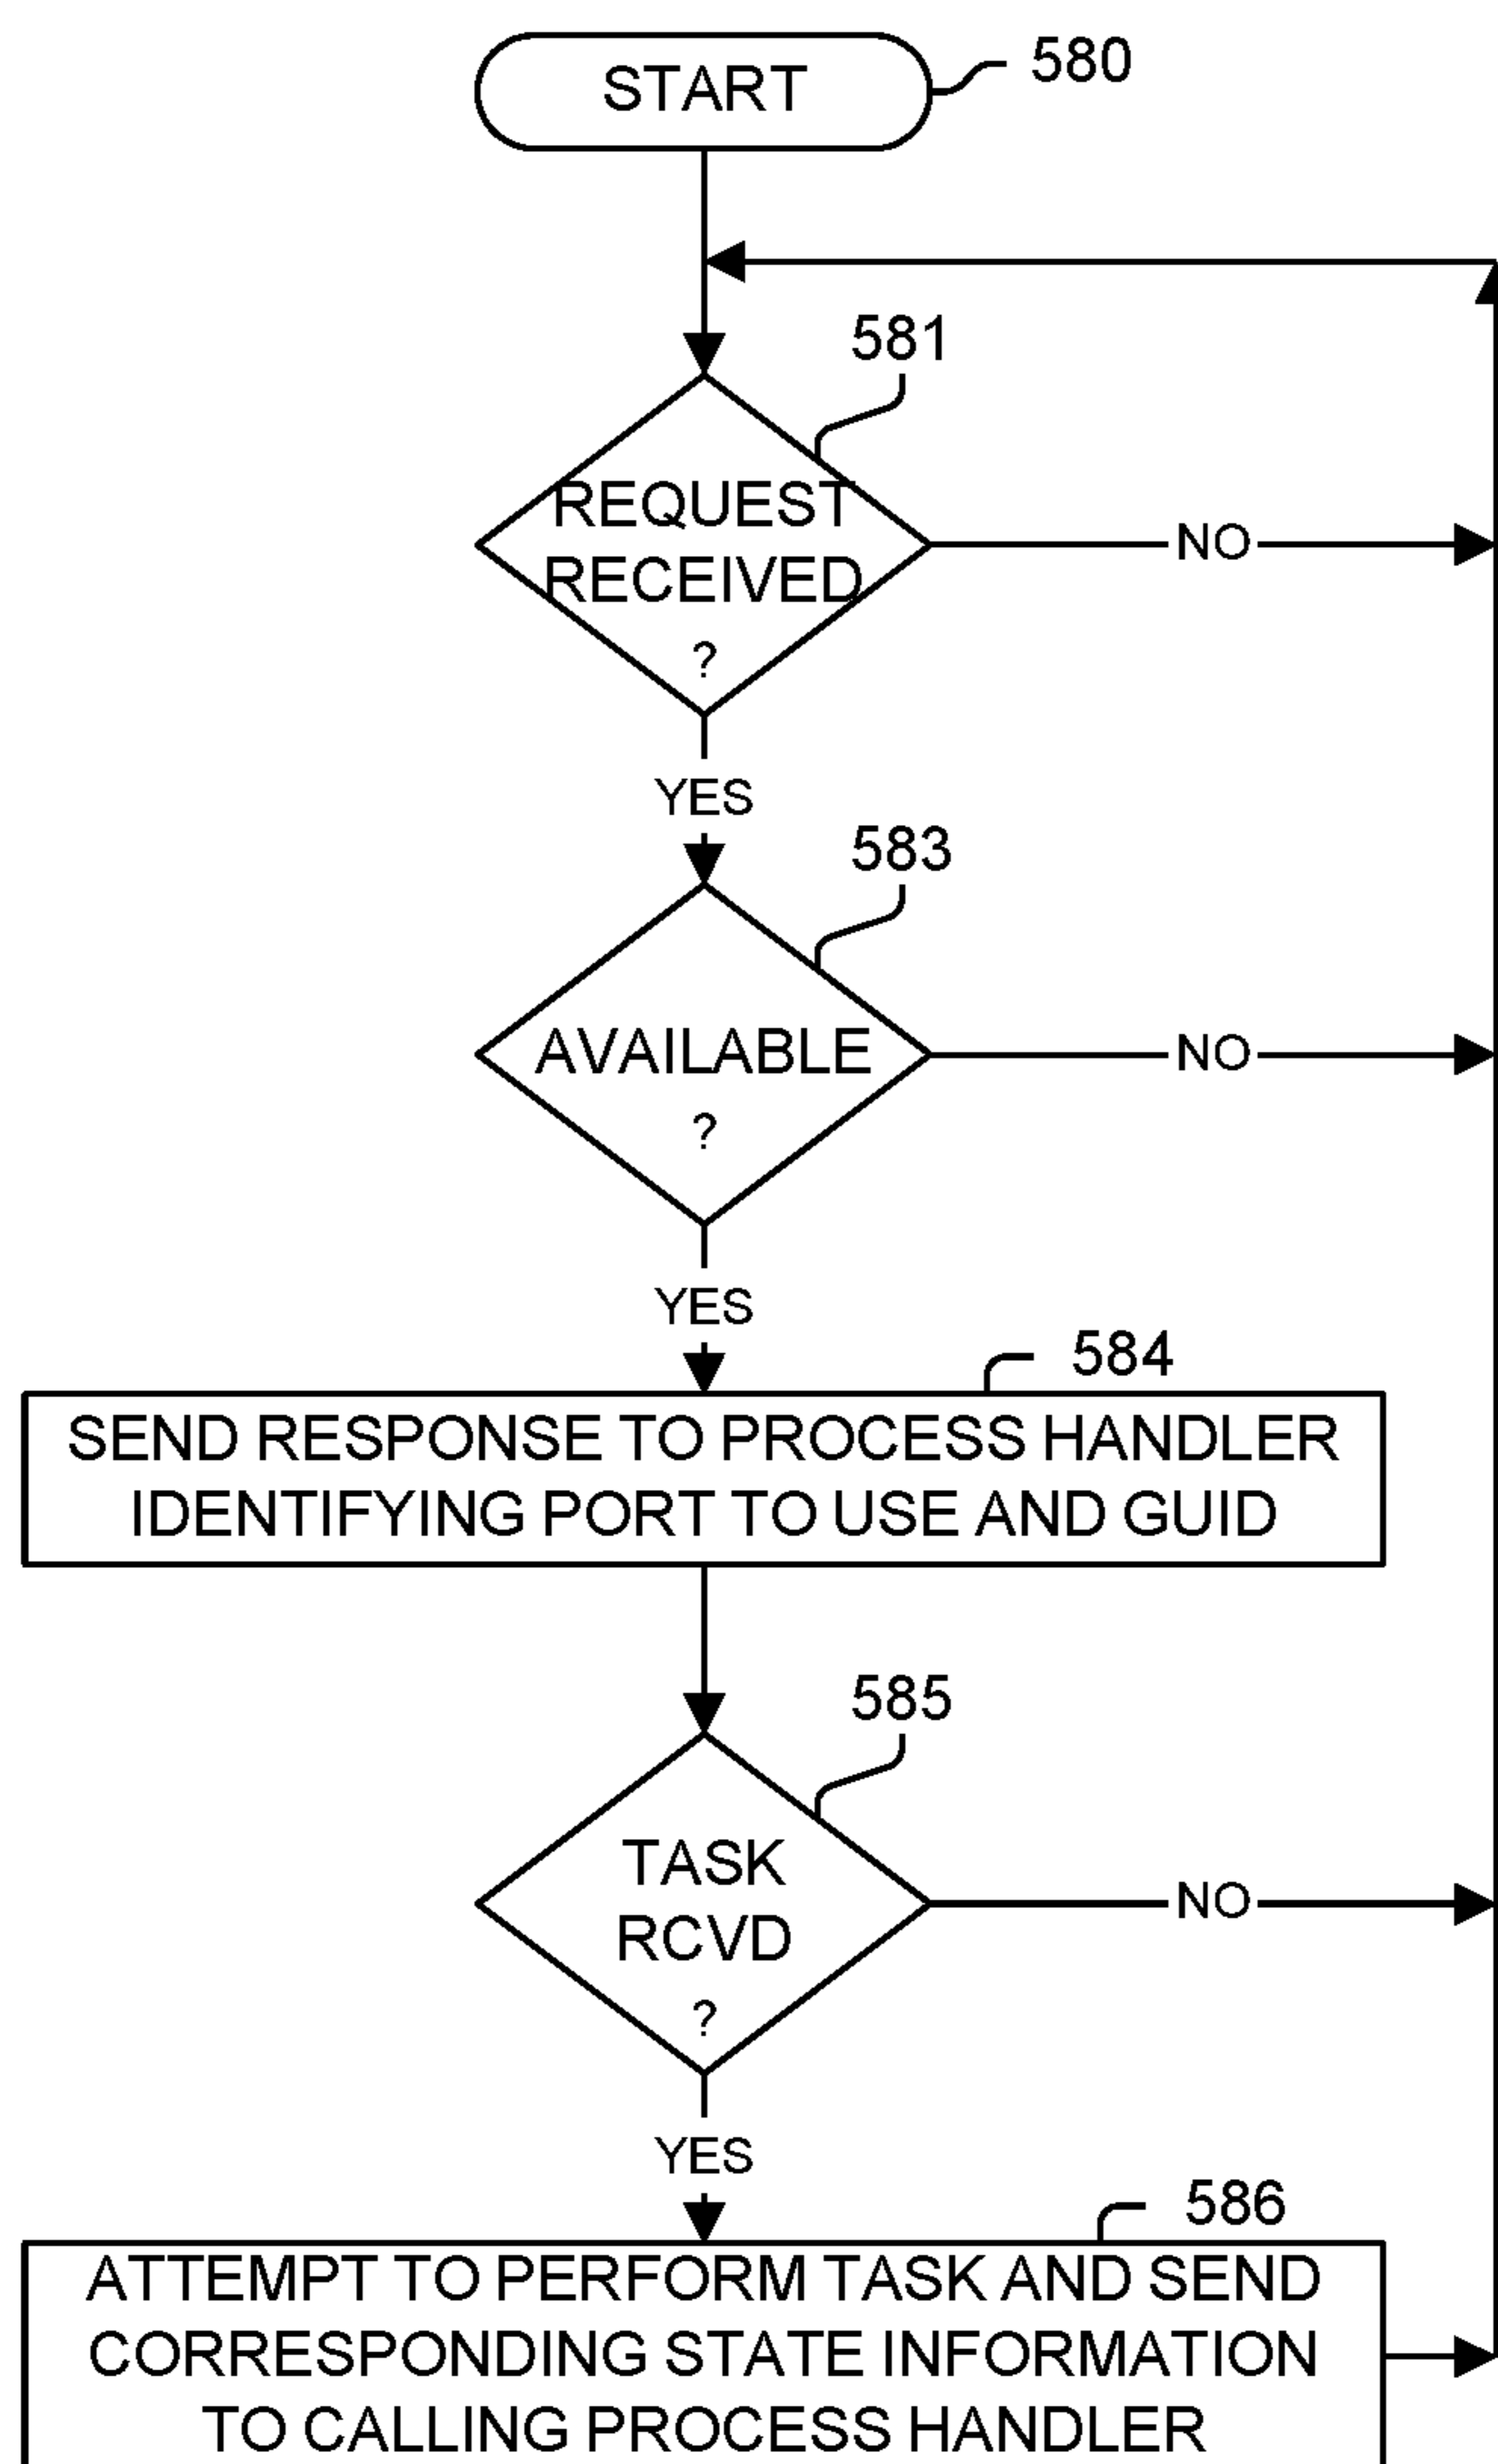 START
580
581
REQUEST
RECEIVED
?
NO
YES
583
AVAILABLE
?
NO
YES
584
SEND RESPONSE TO PROCESS HANDLER
IDENTIFYING PORT TO USE AND GUID
585
TASK
RCVD
?
NO
YES
586
ATTEMPT TO PERFORM TASK AND SEND
CORRESPONDING STATE INFORMATION
TO CALLING PROCESS HANDLER